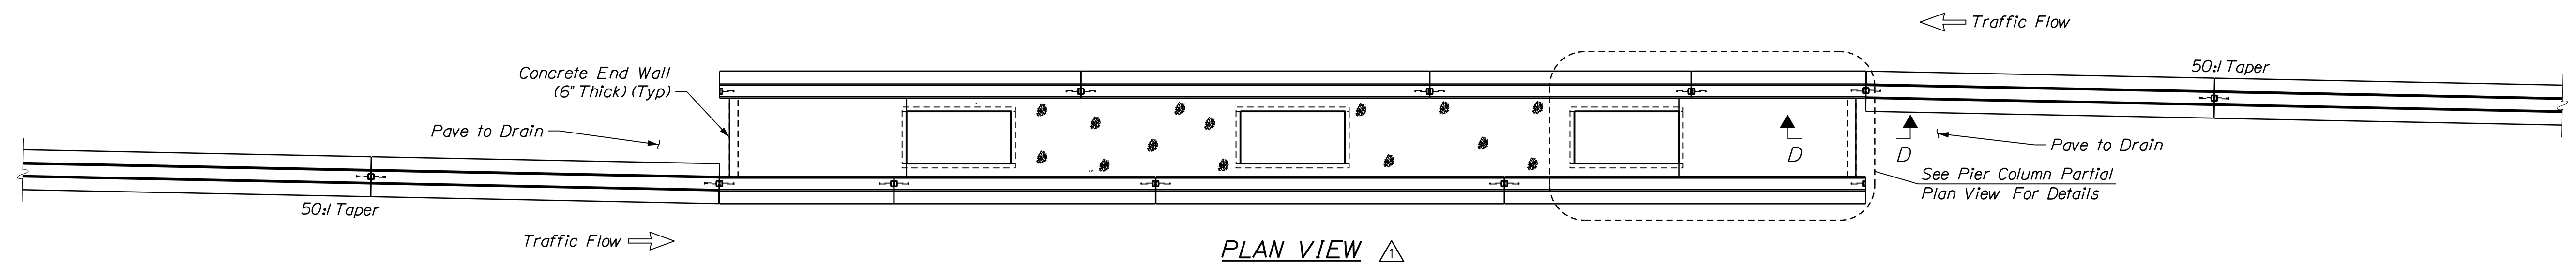 Traffic Flow
Concrete End Wall
(6" Thick) (Typ)
50:1 Taper
Pave to Drain
D
D
Pave to Drain
See Pier Column Partial
Plan View For Details
50:1 Taper
Traffic Flow
PLAN VIEW 1